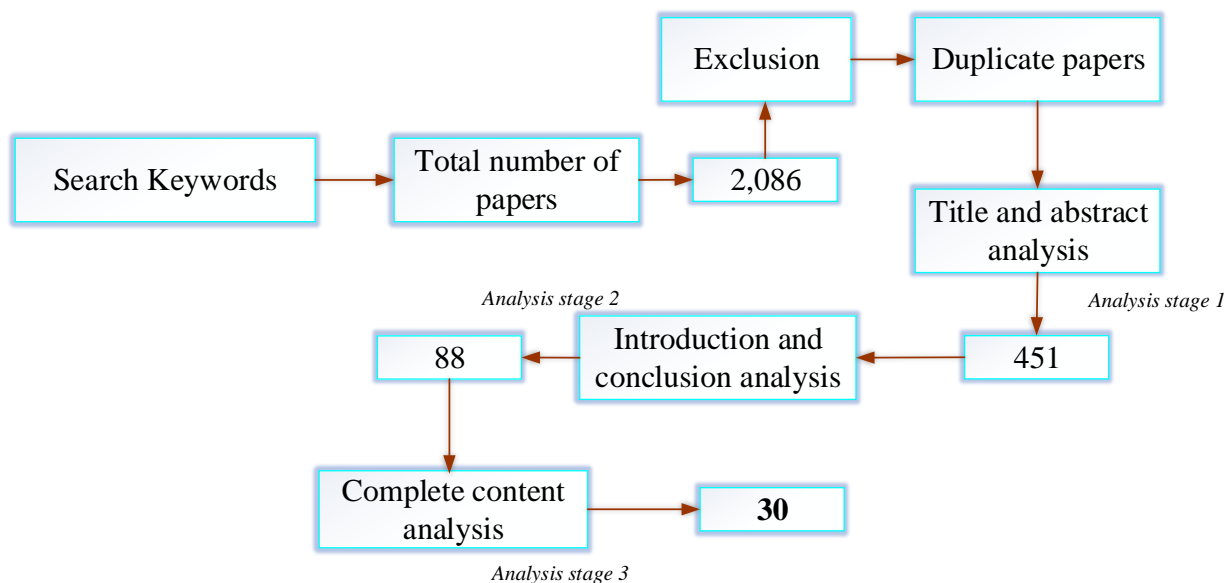 Search Keywords
Total number of
papers
2,086
Exclusion
Duplicate papers
Title and abstract
analysis
Analysis stage 1
451
Introduction and
conclusion analysis
Analysis stage 2
88
Complete content
analysis
Analysis stage 3
30